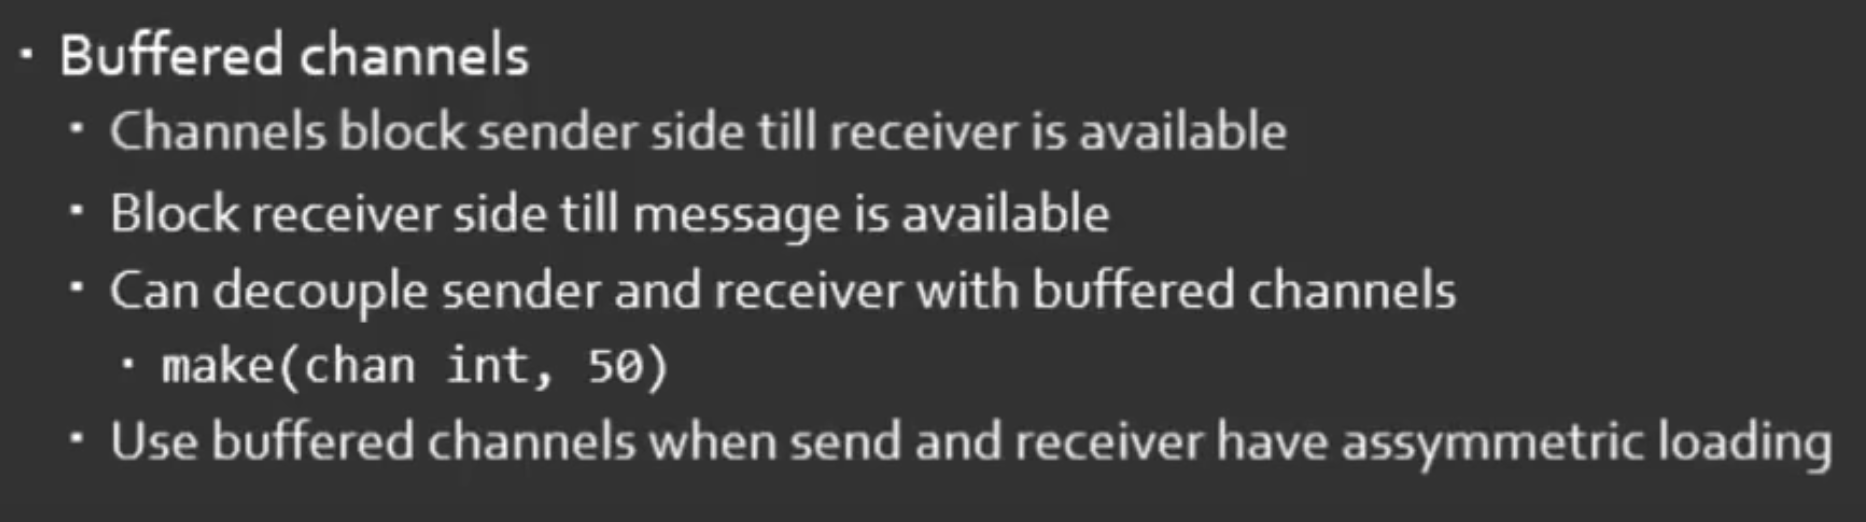 · Buffered channels
· Channels block sender side till receiver is available
· Block receiver side till message is available
· Can decouple sender and receiver with buffered channels
· make(chan int, 50)
· Use buffered channels when send and receiver have assymmetric loading